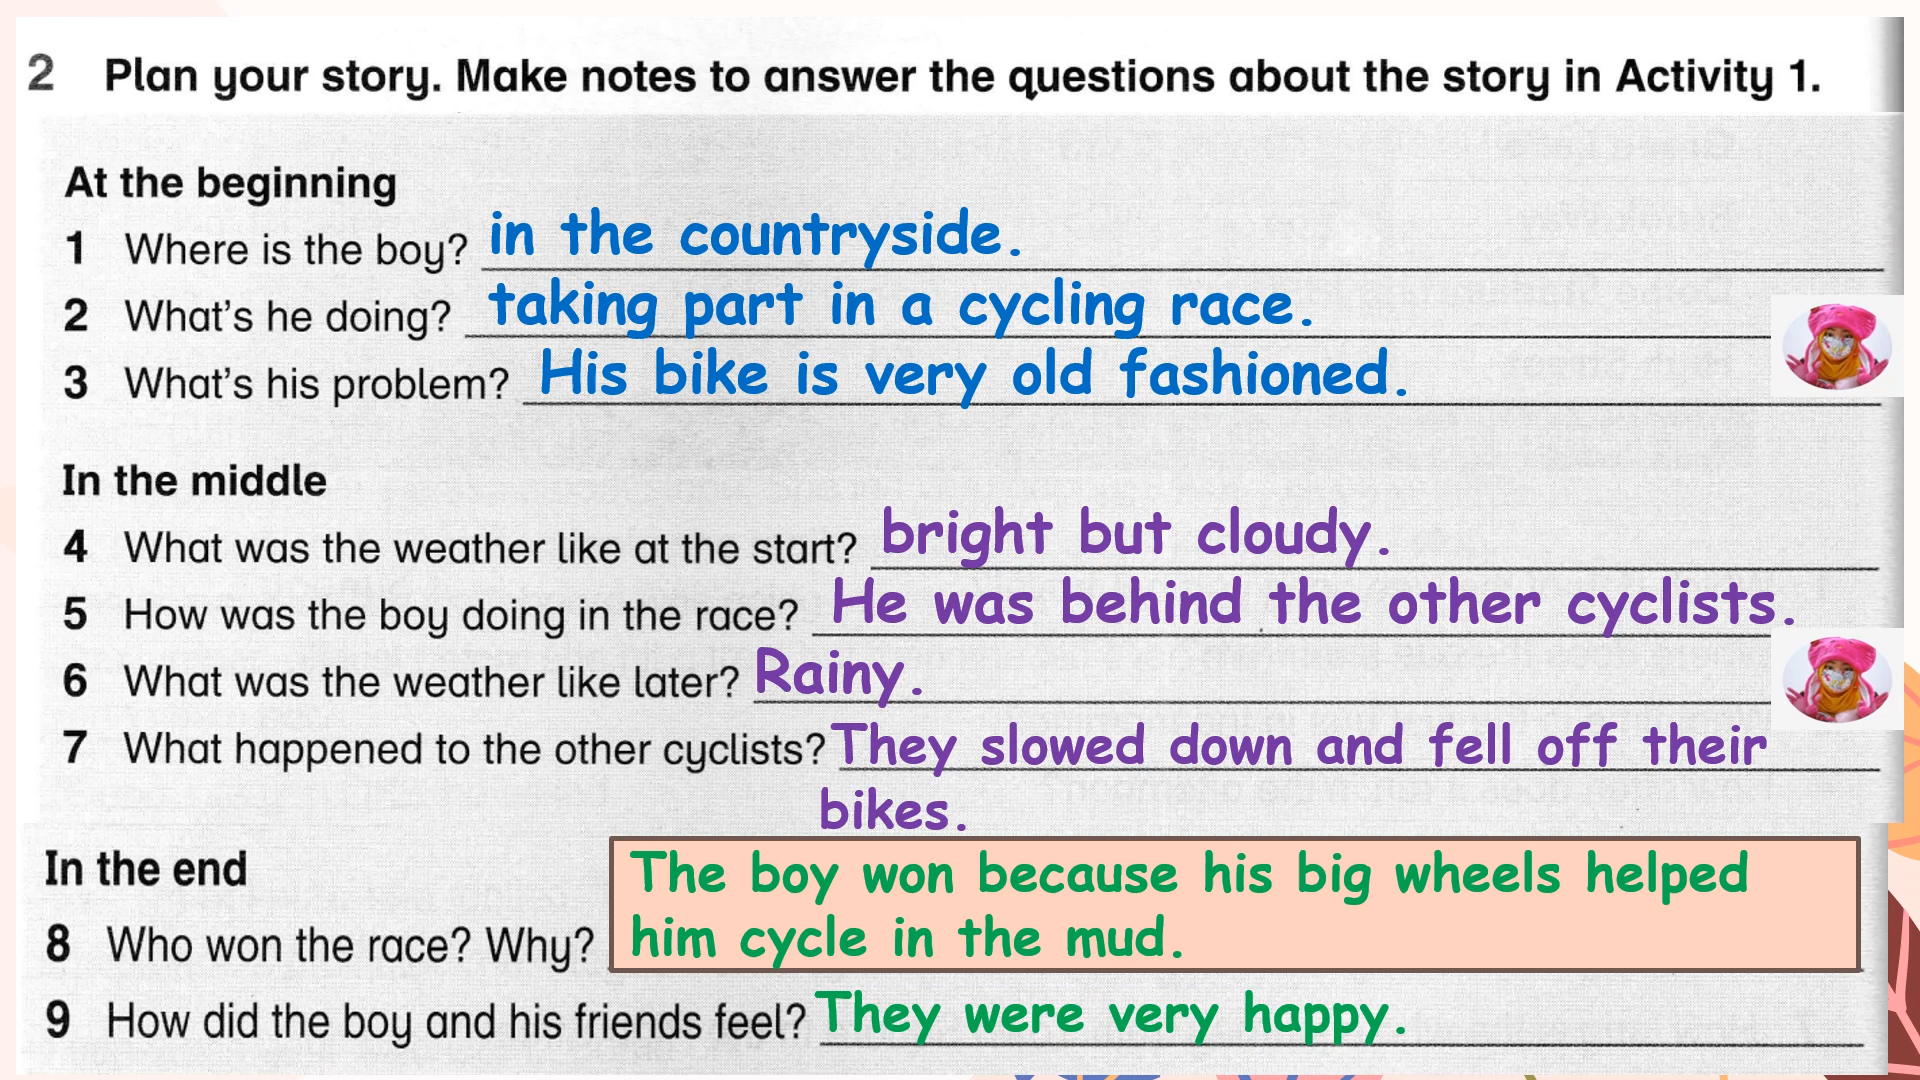 2 Plan your story. Make notes to answer the questions about the story in Activity 1.
At the beginning
1 Where is the boy? in the countryside.
2 What's he doing? taking part in a cycling race.
3 What's his problem? His bike is very old fashioned.
In the middle
4 What was the weather like at the start? bright but cloudy.
5 How was the boy doing in the race? He was behind the other cyclists.
6 What was the weather like later? Rainy.
7 What happened to the other cyclists? They slowed down and fell off their
bikes.
In the end
The boy won because his big wheels helped
8 Who won the race? Why? him cycle in the mud.
9 How did the boy and his friends feel? They were very happy.